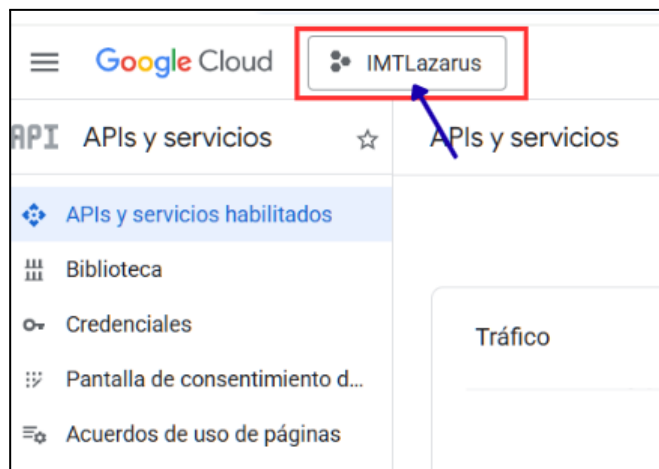 Google Cloud
IMTLazarus
API
APIs y servicios
APIs y servicios
APIs y servicios habilitados
Biblioteca
Credenciales
Tráfico
Pantalla de consentimiento d...
Acuerdos de uso de páginas